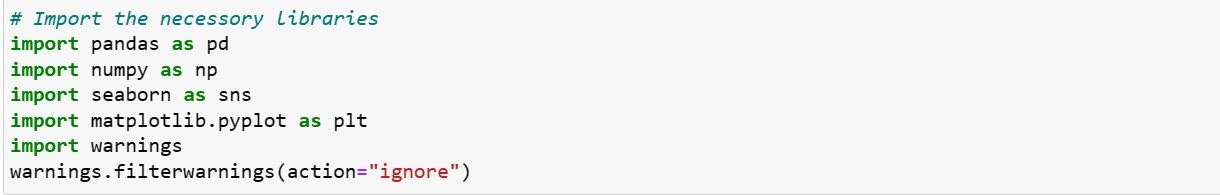 # Import the necessory libraries
import pandas as pd
import numpy as np
import seaborn as sns
import matplotlib.pyplot as plt
import warnings
warnings.filterwarnings(action="ignore")